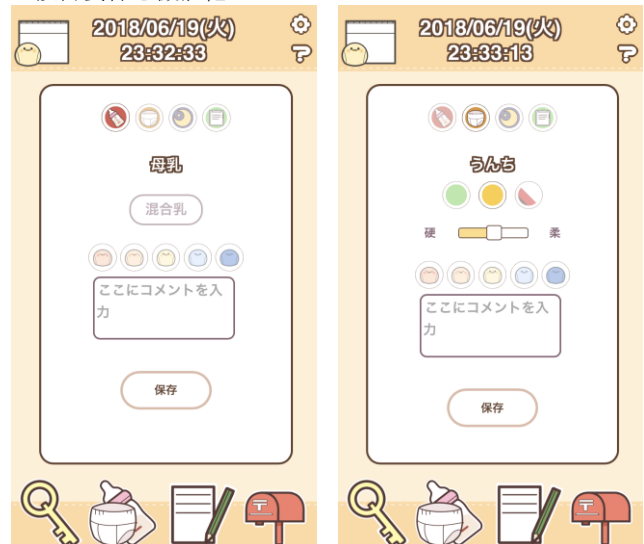 2018/06/19(火)
23:32:33
母乳
混合乳
ここにコメントを入
力
保存
2018/06/19(火)
23:33:13
うんち
硬 柔
ここにコメントを入
力
保存